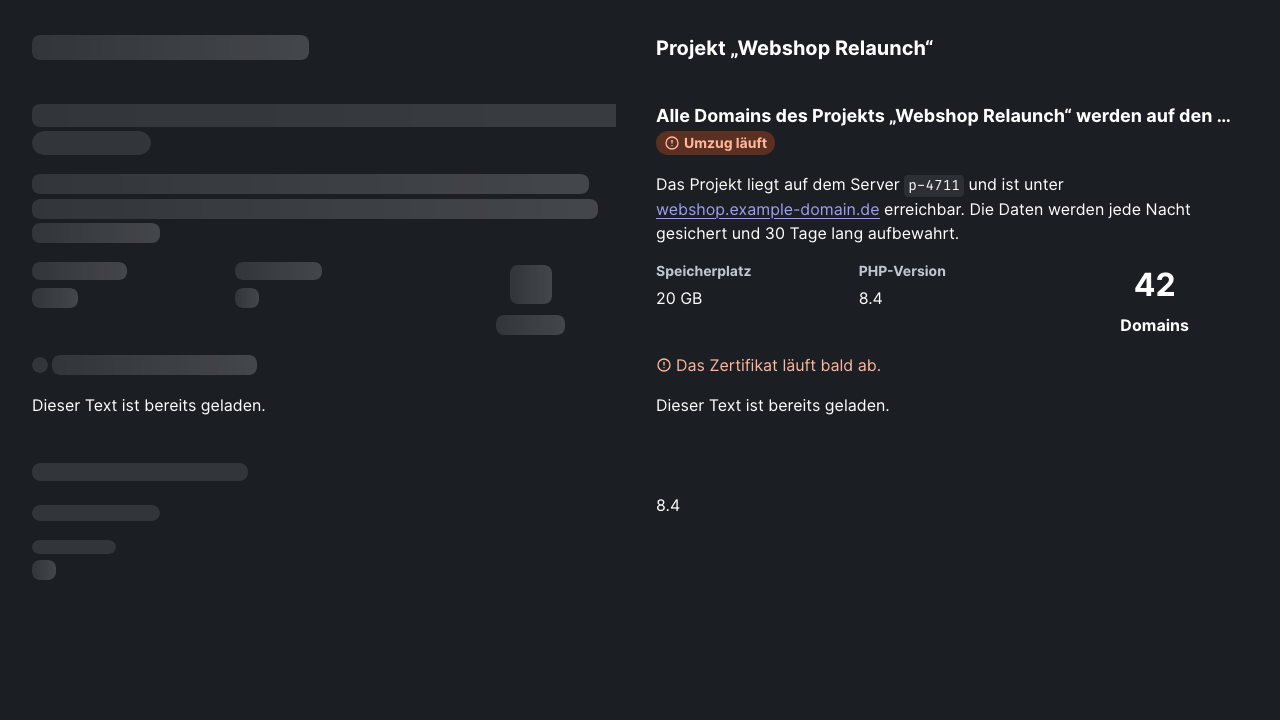 Projekt „Webshop Relaunch“
Alle Domains des Projekts „Webshop Relaunch“ werden auf den …
Umzug läuft
Das Projekt liegt auf dem Server p-4711 und ist unter
webshop.example-domain.de erreichbar. Die Daten werden jede Nacht
gesichert und 30 Tage lang aufbewahrt.
Speicherplatz
20 GB
PHP-Version
8.4
42
Domains
Das Zertifikat läuft bald ab.
Dieser Text ist bereits geladen.
Dieser Text ist bereits geladen.
8.4